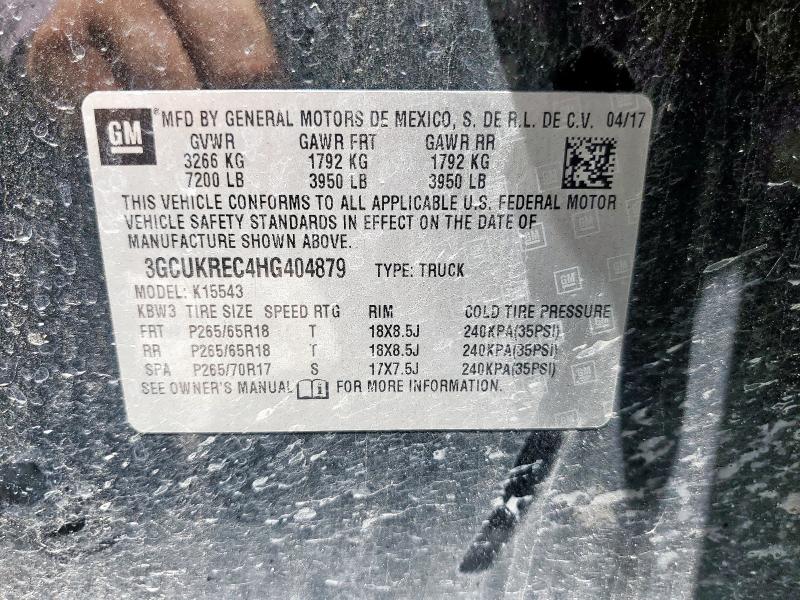 GM ® MFD BY GENERAL MOTORS DE MEXICO, S. DE R.L. DE C.V. 04/17
GVWR GAWR FRT GAWR RR
3266 KG 1792 KG 1792 KG
7200 LB 3950 LB 3950 LB
THIS VEHICLE CONFORMS TO ALL APPLICABLE U.S. FEDERAL MOTOR
VEHICLE SAFETY STANDARDS IN EFFECT ON THE DATE OF
MANUFACTURE SHOWN ABOVE.
3GCUKREC4HG404879 TYPE: TRUCK
MODEL: K15543
KBW3 TIRE SIZE SPEED RTG RIM COLD TIRE PRESSURE
FRT P265/65R18 T 18X8.5J 240KPA(35PSI)
RR P265/65R18 T 18X8.5J 240KPA(35PSI)
SPA P265/70R17 S 17X7.5J 240KPA(35PSI)
SEE OWNER'S MANUAL FOR MORE INFORMATION.